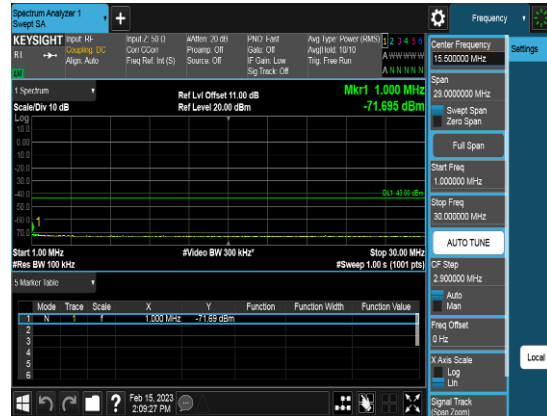 Spectrum Analyzer 1
Swept SA
+
Frequency
KEYSIGHT
R1
LXI
Input: RF
Coupling: DC
Align: Auto
Input Z: 50 Ω
Corr CCorr
Freq Ref: Int (S)
#Atten: 20 dB
Preamp: Off
Source: Off
PNO: Fast
Gate: Off
IF Gain: Low
Sig Track: Off
Avg Type: Power (RMS)
Avg|Hold: 10/10
Trig: Free Run
1 2 3 4 5 6
A W W W W W
A N N N N N
1 Spectrum
Scale/Div 10 dB
Ref Lvl Offset 11.00 dB
Ref Level 20.00 dBm
Mkr1 1.000 MHz
-71.695 dBm
Log
10.0
0.00
-10.0
-20.0
-30.0
-40.0
-50.0
-60.0
-70.0
DL1 -43.00 dBm
1
Start 1.00 MHz
#Res BW 100 kHz
#Video BW 300 kHz*
Stop 30.00 MHz
#Sweep 1.00 s (1001 pts)
5 Marker Table
Mode Trace Scale X Y Function Function Width Function Value
1 N 1 f 1.000 MHz -71.69 dBm
2
3
4
5
6
Feb 15, 2023
2:09:27 PM
Center Frequency
15.500000 MHz
Span
29.0000000 MHz
Swept Span
Zero Span
Full Span
Start Freq
1.000000 MHz
Stop Freq
30.000000 MHz
AUTO TUNE
CF Step
2.900000 MHz
Auto
Man
Freq Offset
0 Hz
X Axis Scale
Log
Lin
Signal Track
(Span Zoom)
Settings
Local